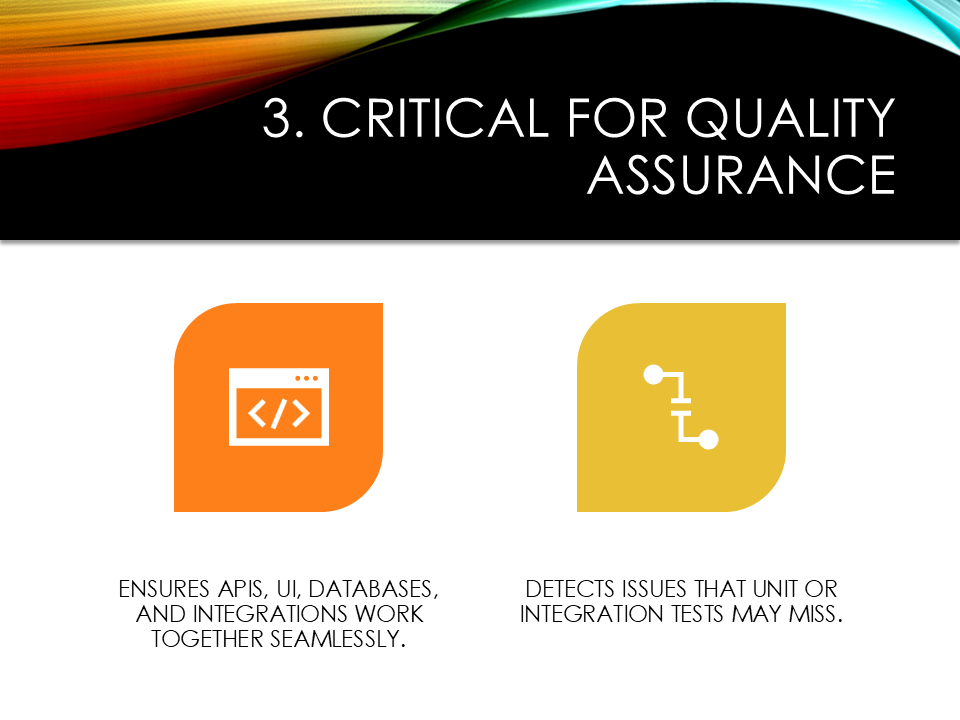 3. CRITICAL FOR QUALITY
ASSURANCE
</>
ENSURES APIS, UI, DATABASES,
AND INTEGRATIONS WORK
TOGETHER SEAMLESSLY.
DETECTS ISSUES THAT UNIT OR
INTEGRATION TESTS MAY MISS.